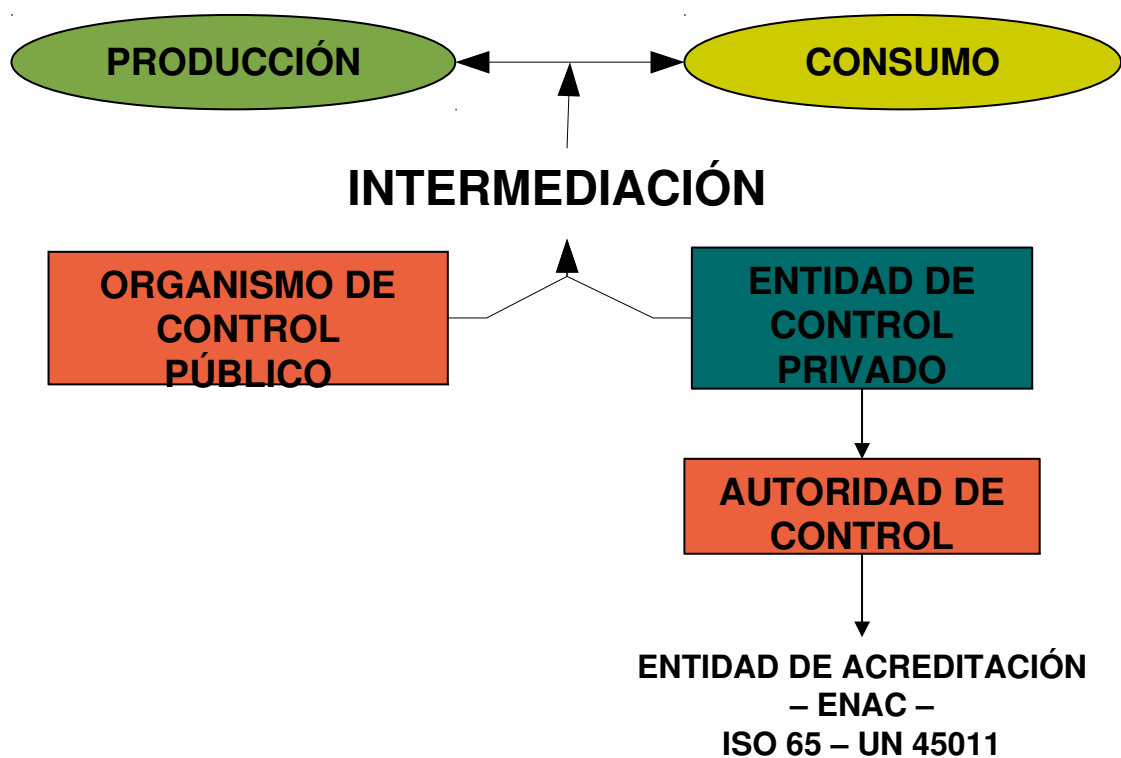 PRODUCCIÓN
CONSUMO
INTERMEDIACIÓN
ORGANISMO DE
CONTROL
PÚBLICO
ENTIDAD DE
CONTROL
PRIVADO
AUTORIDAD DE
CONTROL
ENTIDAD DE ACREDITACIÓN
– ENAC –
ISO 65 – UN 45011